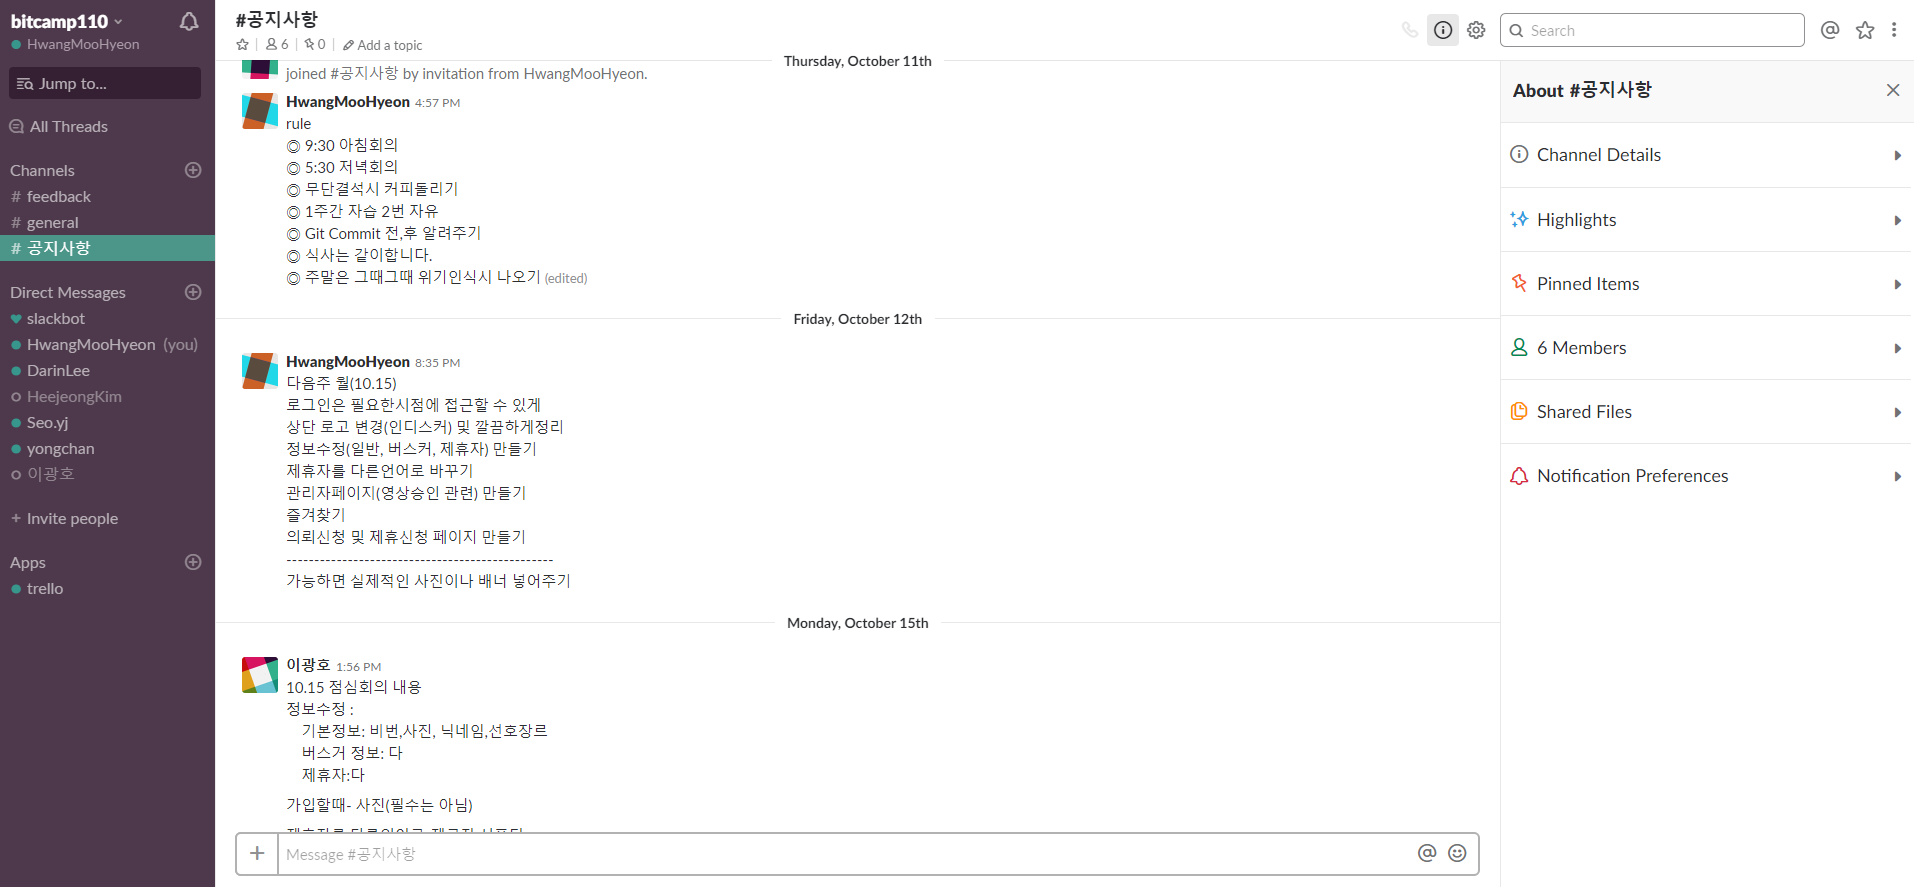 bitcamp110
HwangMooHyeon
Jump to...
All Threads
Channels
# feedback
# general
# 공지사항
Direct Messages
slackbot
HwangMooHyeon (you)
DarinLee
HeejeongKim
Seo.yj
yongchan
이광호
+ Invite people
Apps
trello
#공지사항
6
0
Add a topic
Search
Thursday, October 11th
joined #공지사항 by invitation from HwangMooHyeon.
HwangMooHyeon 4:57 PM
rule
◎ 9:30 아침회의
◎ 5:30 저녁회의
◎ 무단결석시 커피돌리기
◎ 1주간 자습 2번 자유
◎ Git Commit 전,후 알려주기
◎ 식사는 같이합니다.
◎ 주말은 그때그때 위기인식시 나오기 (edited)
Friday, October 12th
HwangMooHyeon 8:35 PM
다음주 월(10.15)
로그인은 필요한시점에 접근할 수 있게
상단 로고 변경(인디스커) 및 깔끔하게정리
정보수정(일반, 버스커, 제휴자) 만들기
제휴자를 다른언어로 바꾸기
관리자페이지(영상승인 관련) 만들기
즐겨찾기
의뢰신청 및 제휴신청 페이지 만들기
------------------------------------------------
가능하면 실제적인 사진이나 배너 넣어주기
Monday, October 15th
이광호 1:56 PM
10.15 점심회의 내용
정보수정 :
기본정보: 비번,사진, 닉네임,선호장르
버스거 정보: 다
제휴자:다
가입할때- 사진(필수는 아님)
Message #공지사항
About #공지사항
Channel Details
Highlights
Pinned Items
6 Members
Shared Files
Notification Preferences